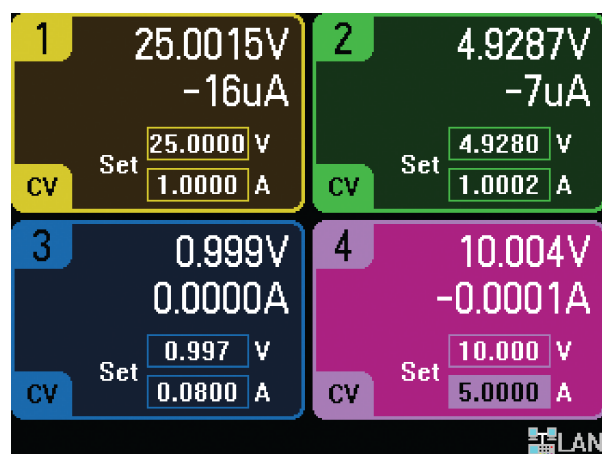 1 25.0015V
-16uA
Set 25.0000 V
CV 1.0000 A
2 4.9287V
-7uA
Set 4.9280 V
CV 1.0002 A
3 0.999V
0.0000A
Set 0.997 V
CV 0.0800 A
4 10.004V
-0.0001A
Set 10.000 V
CV 5.0000 A
LAN